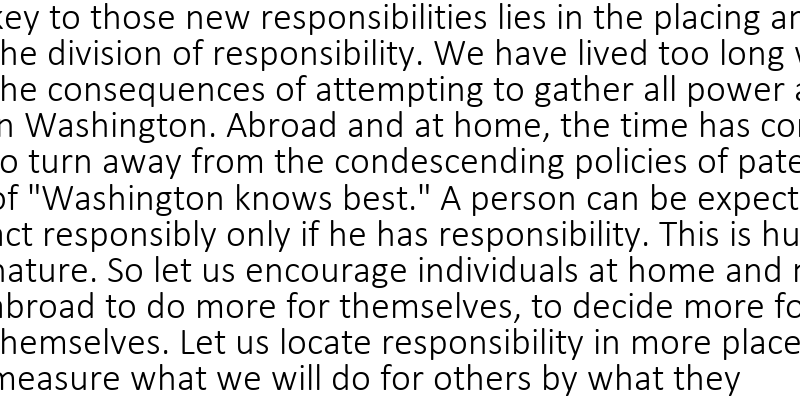 key to those new responsibilities lies in the placing an
he division of responsibility. We have lived too long w
he consequences of attempting to gather all power a
n Washington. Abroad and at home, the time has co
o turn away from the condescending policies of pate
of "Washington knows best." A person can be expect
act responsibly only if he has responsibility. This is hu
nature. So let us encourage individuals at home and n
abroad to do more for themselves, to decide more fo
hemselves. Let us locate responsibility in more place
measure what we will do for others by what they